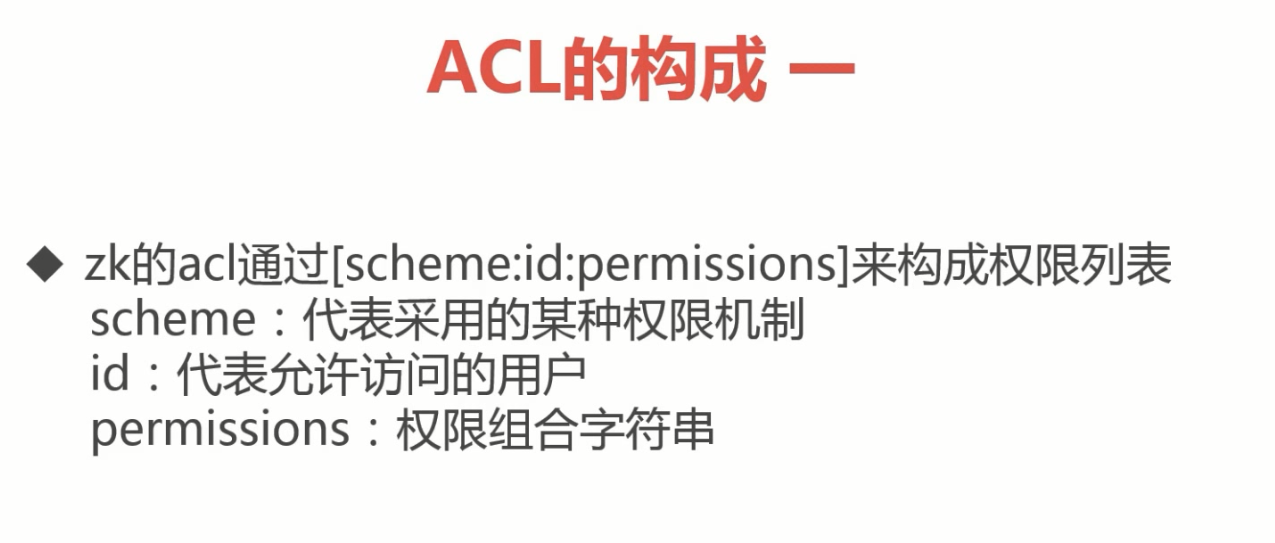 ACL的构成 一
◆ zk的acl通过[scheme:id:permissions]来构成权限列表
scheme：代表采用的某种权限机制
id：代表允许访问的用户
permissions：权限组合字符串